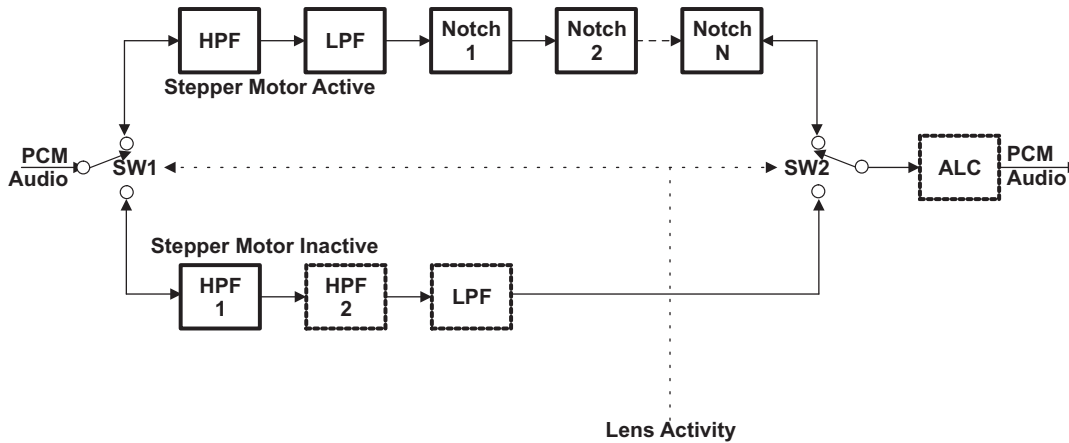 HPF
LPF
Notch
1
Notch
2
Notch
N
Stepper Motor Active
PCM
Audio
SW1
SW2
ALC
PCM
Audio
Stepper Motor Inactive
HPF
1
HPF
2
LPF
Lens Activity